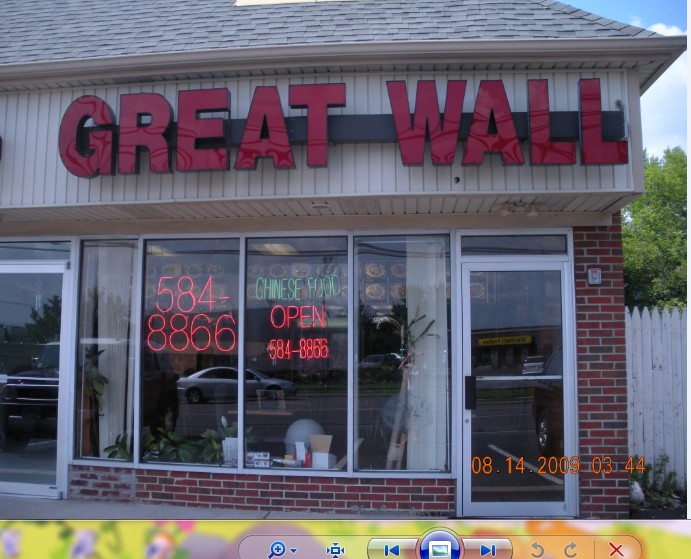 GREAT WALL
584-
8866
CHINESE FOOD
OPEN
584-8866
08.14.2009 03:44